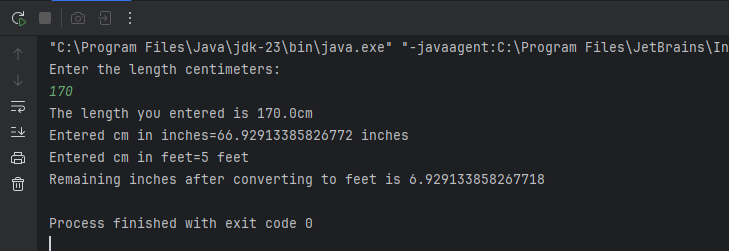 "C:\Program Files\Java\jdk-23\bin\java.exe" "-javaagent:C:\Program Files\JetBrains\In
Enter the length centimeters:
170
The length you entered is 170.0cm
Entered cm in inches=66.92913385826772 inches
Entered cm in feet=5 feet
Remaining inches after converting to feet is 6.929133858267718
Process finished with exit code 0